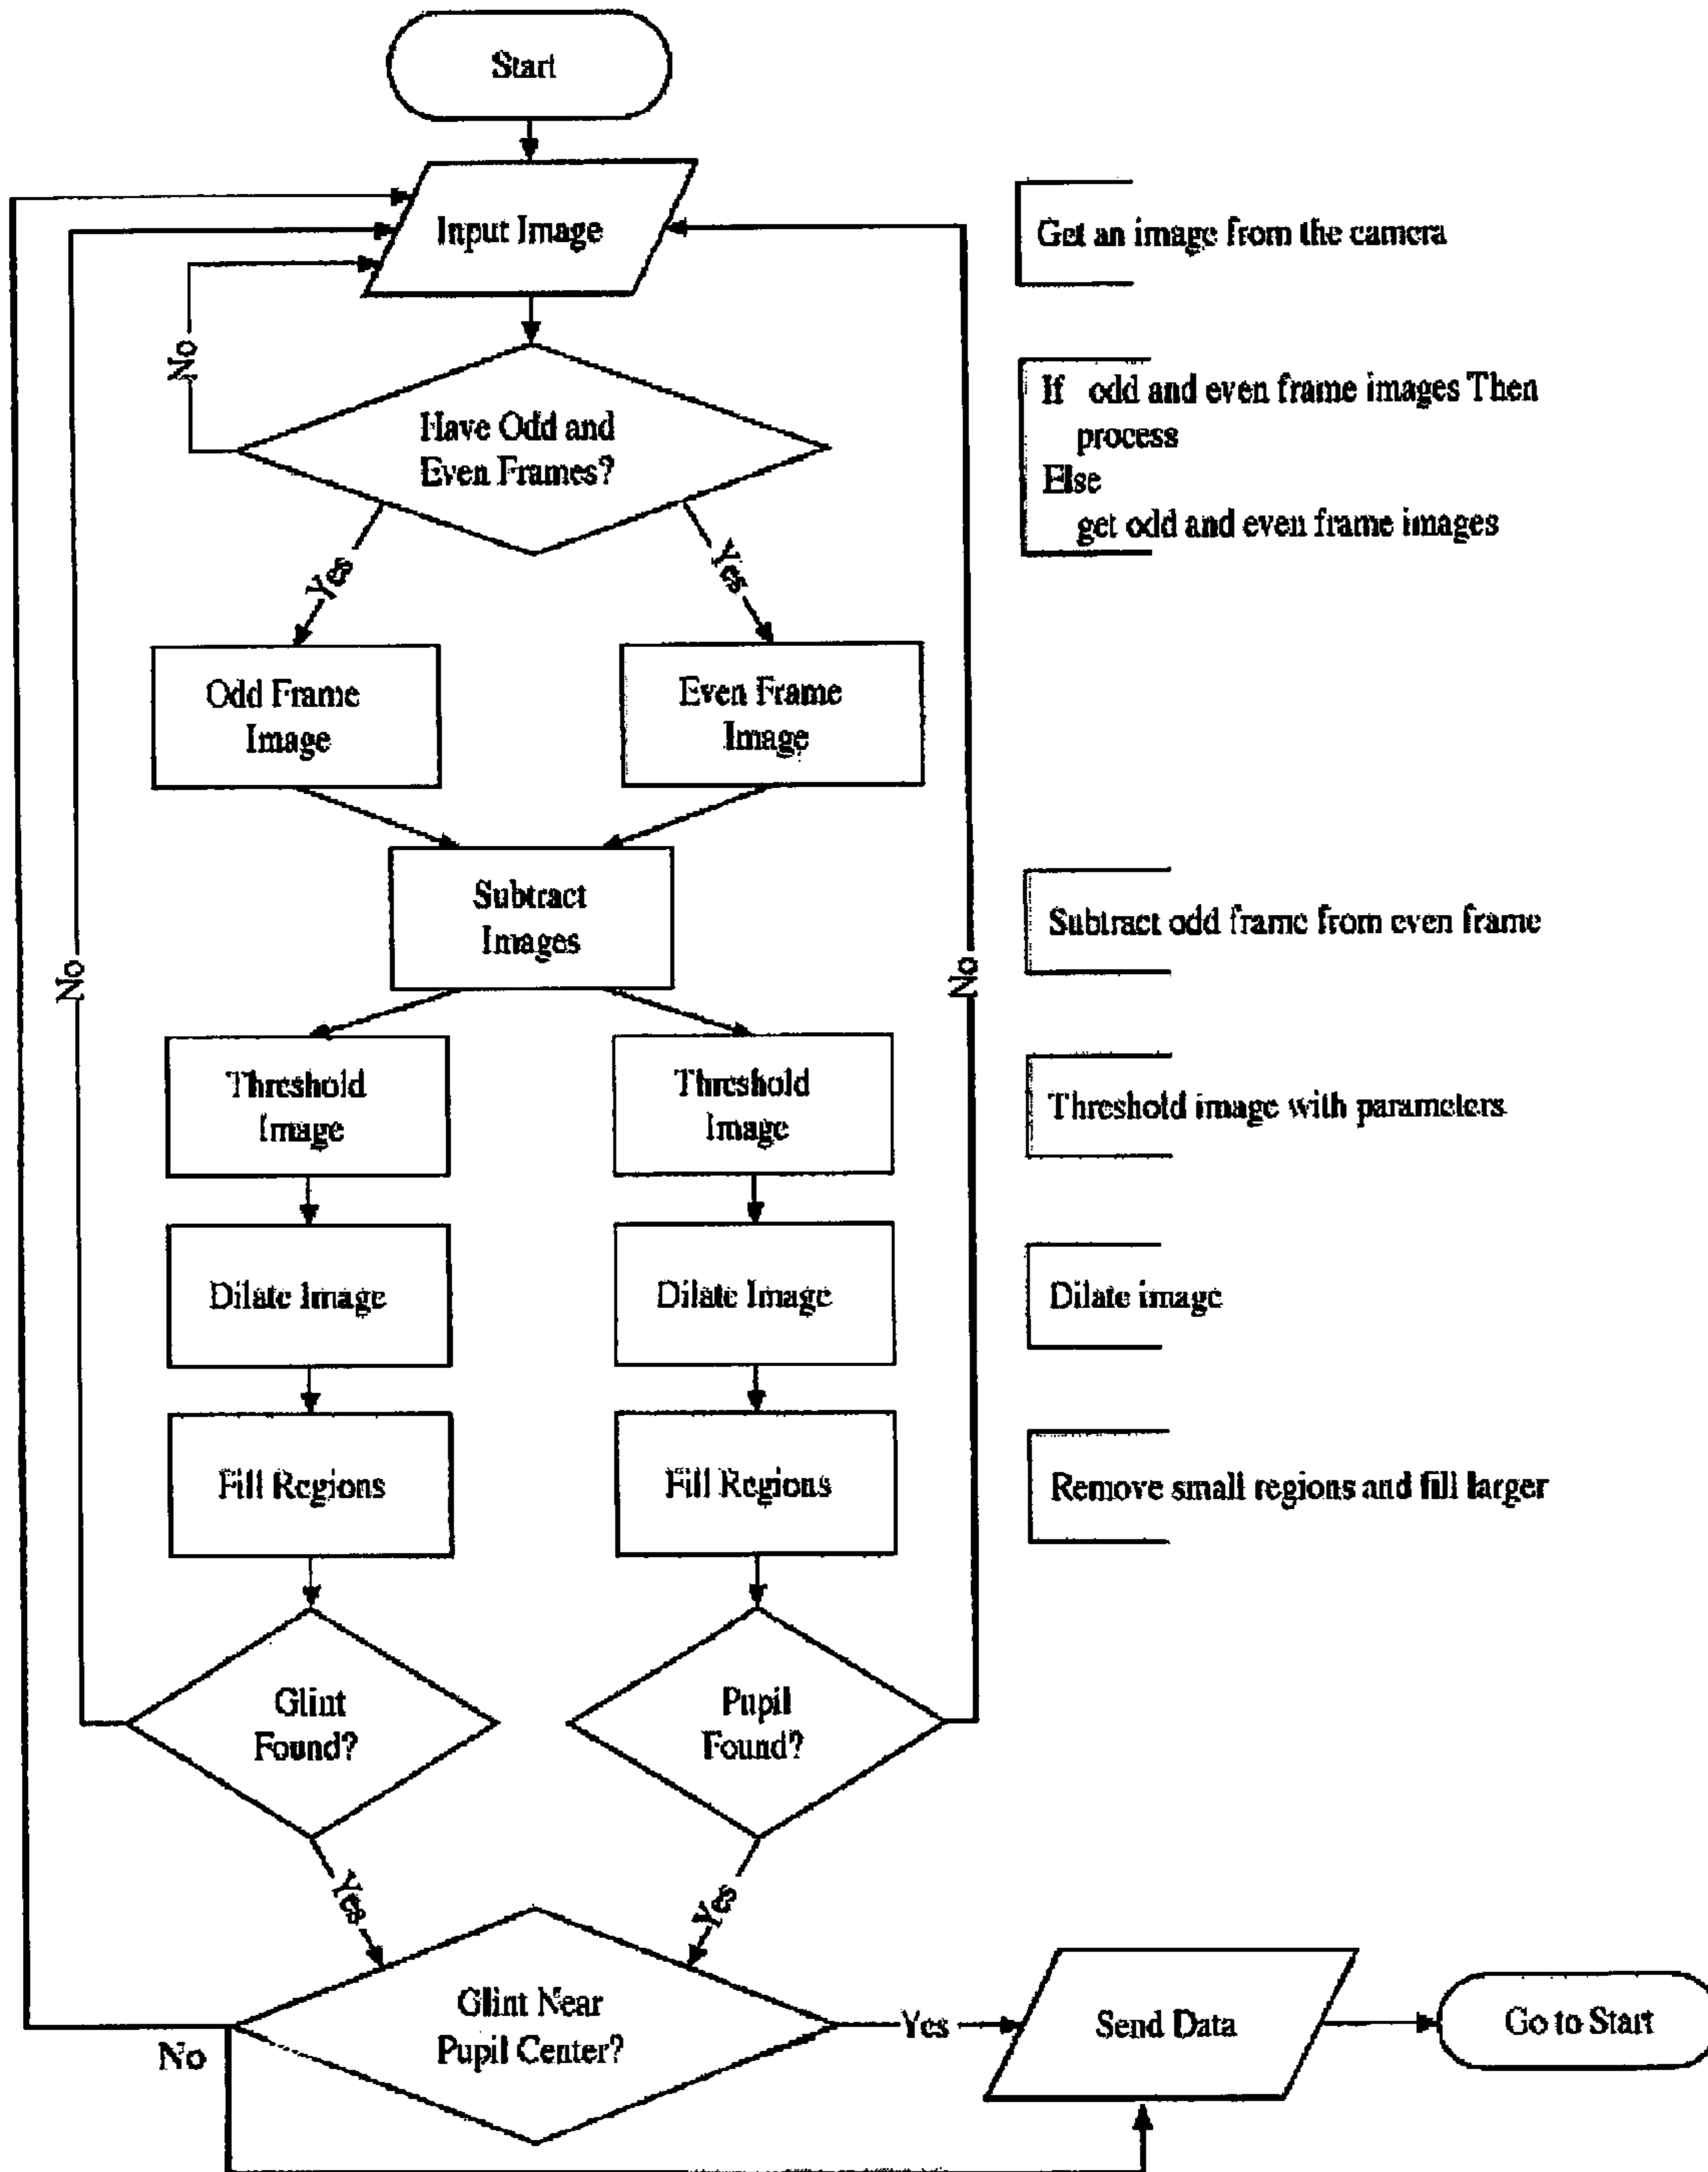 Start
Input Image
Get an image from the camera
No
Have Odd and
Even Frames?
If odd and even frame images Then
process
Else
get odd and even frame images
Yes
Yes
Odd Frame
Image
Even Frame
Image
Subtract
Images
Subtract odd frame from even frame
No
No
Threshold
Image
Threshold
Image
Threshold image with parameters
Dilate Image
Dilate Image
Dilate image
Fill Regions
Fill Regions
Remove small regions and fill larger
Glint
Found?
Pupil
Found?
Yes
Yes
Glint Near
Pupil Center?
No
Yes
Send Data
Go to Start